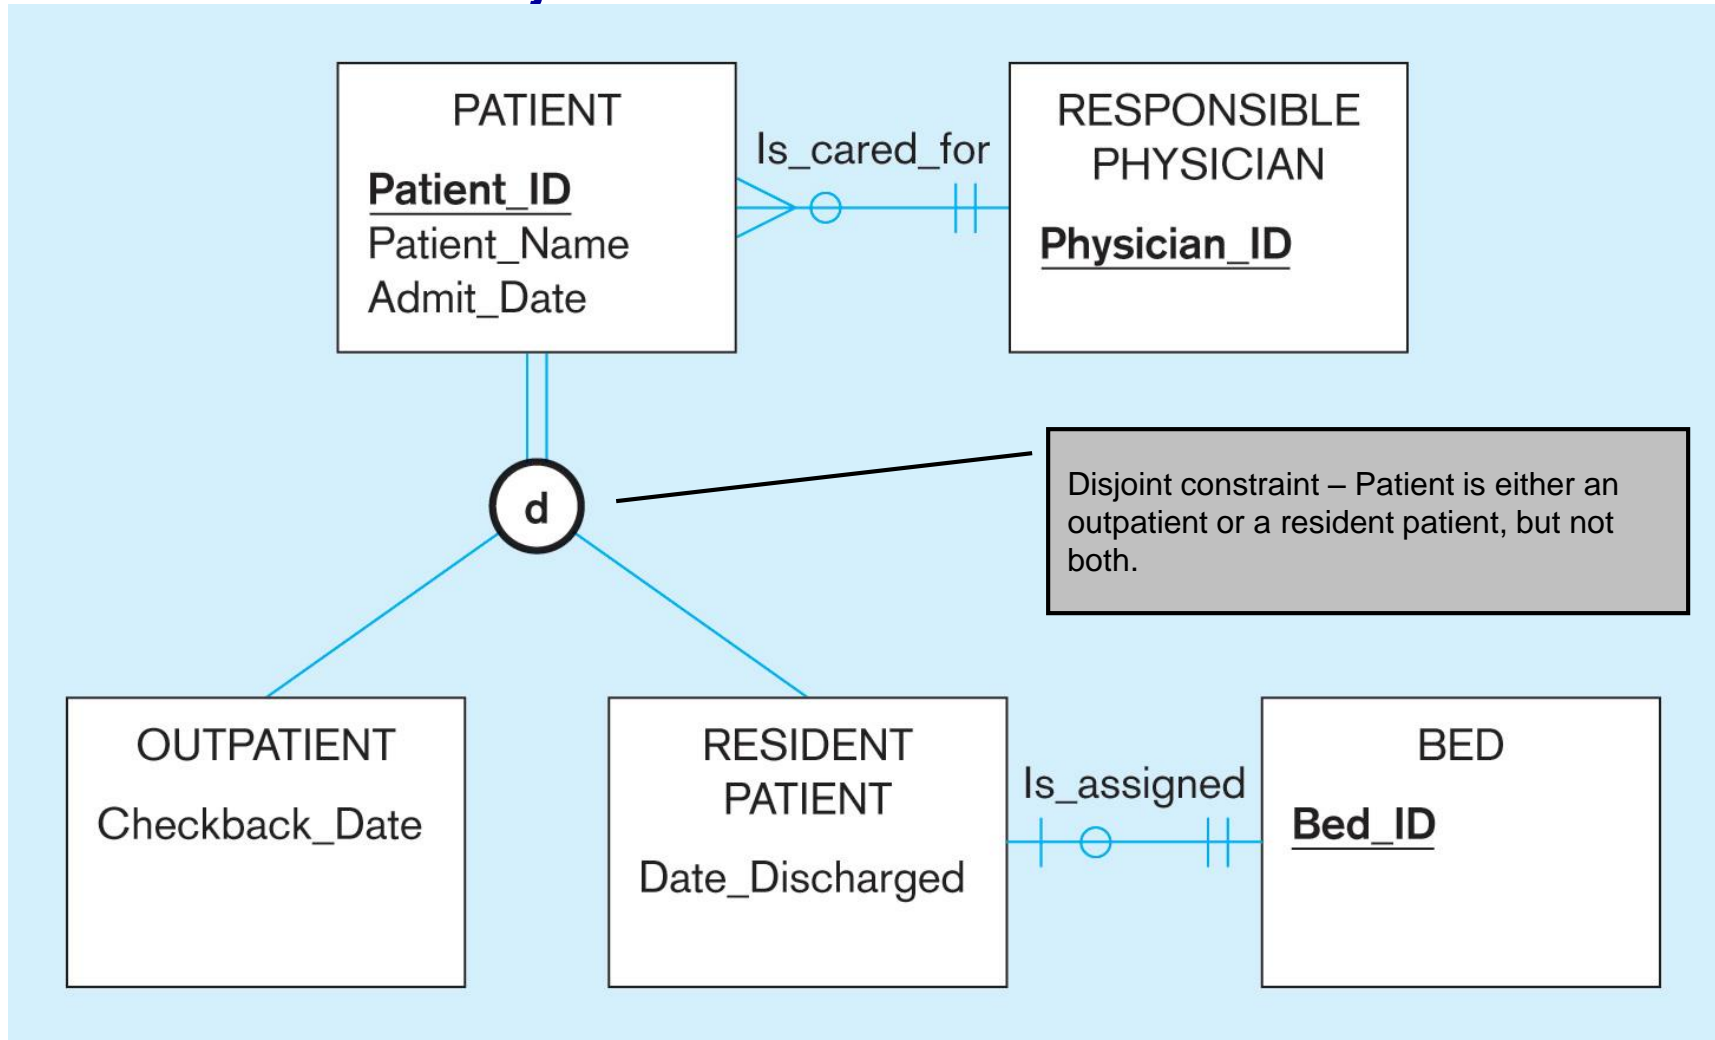 PATIENT
Patient_ID
Patient_Name
Admit_Date
Is_cared_for
RESPONSIBLE
PHYSICIAN
Physician_ID
d
Disjoint constraint – Patient is either an
outpatient or a resident patient, but not
both.
OUTPATIENT
Checkback_Date
RESIDENT
PATIENT
Date_Discharged
Is_assigned
BED
Bed_ID